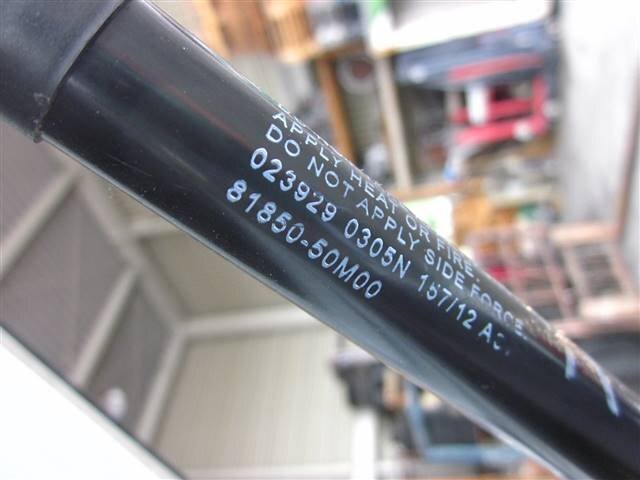 APPLY HEAT OR FIRE.
DO NOT APPLY SIDE FORCE.
023929 0305N 157/12
81850-50M00